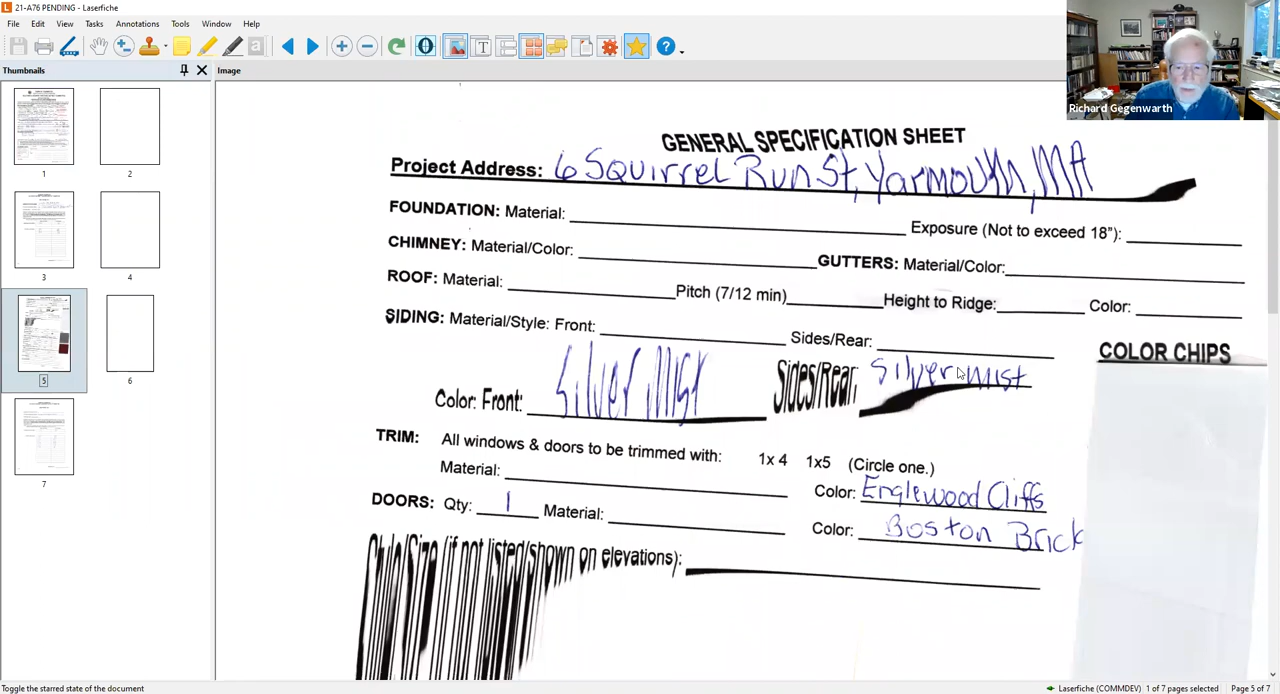 21-A76 PENDING - Laserfiche
File Edit View Tasks Annotations Tools Window Help
Thumbnails
Image
Richard Gegenwarth
1
2
3
4
5
6
7
GENERAL SPECIFICATION SHEET
Project Address: 6 Squirrel Run St, Yarmouth, MA
FOUNDATION: Material: Exposure (Not to exceed 18"):
CHIMNEY: Material/Color: GUTTERS: Material/Color:
ROOF: Material: Pitch (7/12 min) Height to Ridge: Color:
SIDING: Material/Style: Front: Sides/Rear:
COLOR CHIPS
Color: Front: Silver Mist Sides/Rear: Silver mist
TRIM: All windows & doors to be trimmed with: 1x 4 1x5 (Circle one.)
Material: Color: Englewood Cliffs
DOORS: Qty: 1 Material: Color: Boston Brick
Style/Size (if not listed/shown on elevations):
Toggle the starred state of the document
Laserfiche (COMMDEV) 1 of 7 pages selected Page 5 of 7